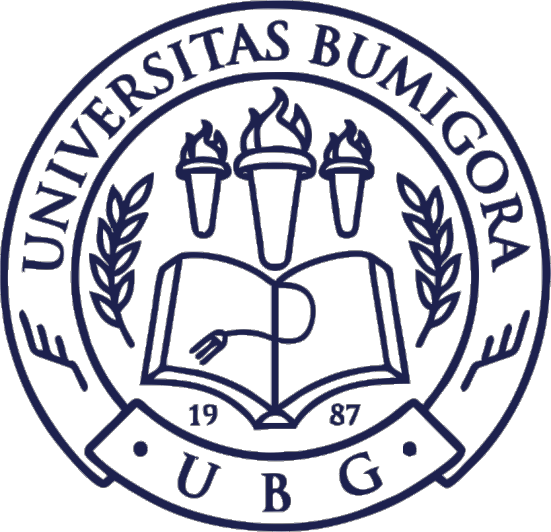 UNIVERSITAS BUMIGORA
19 87
• UBG •